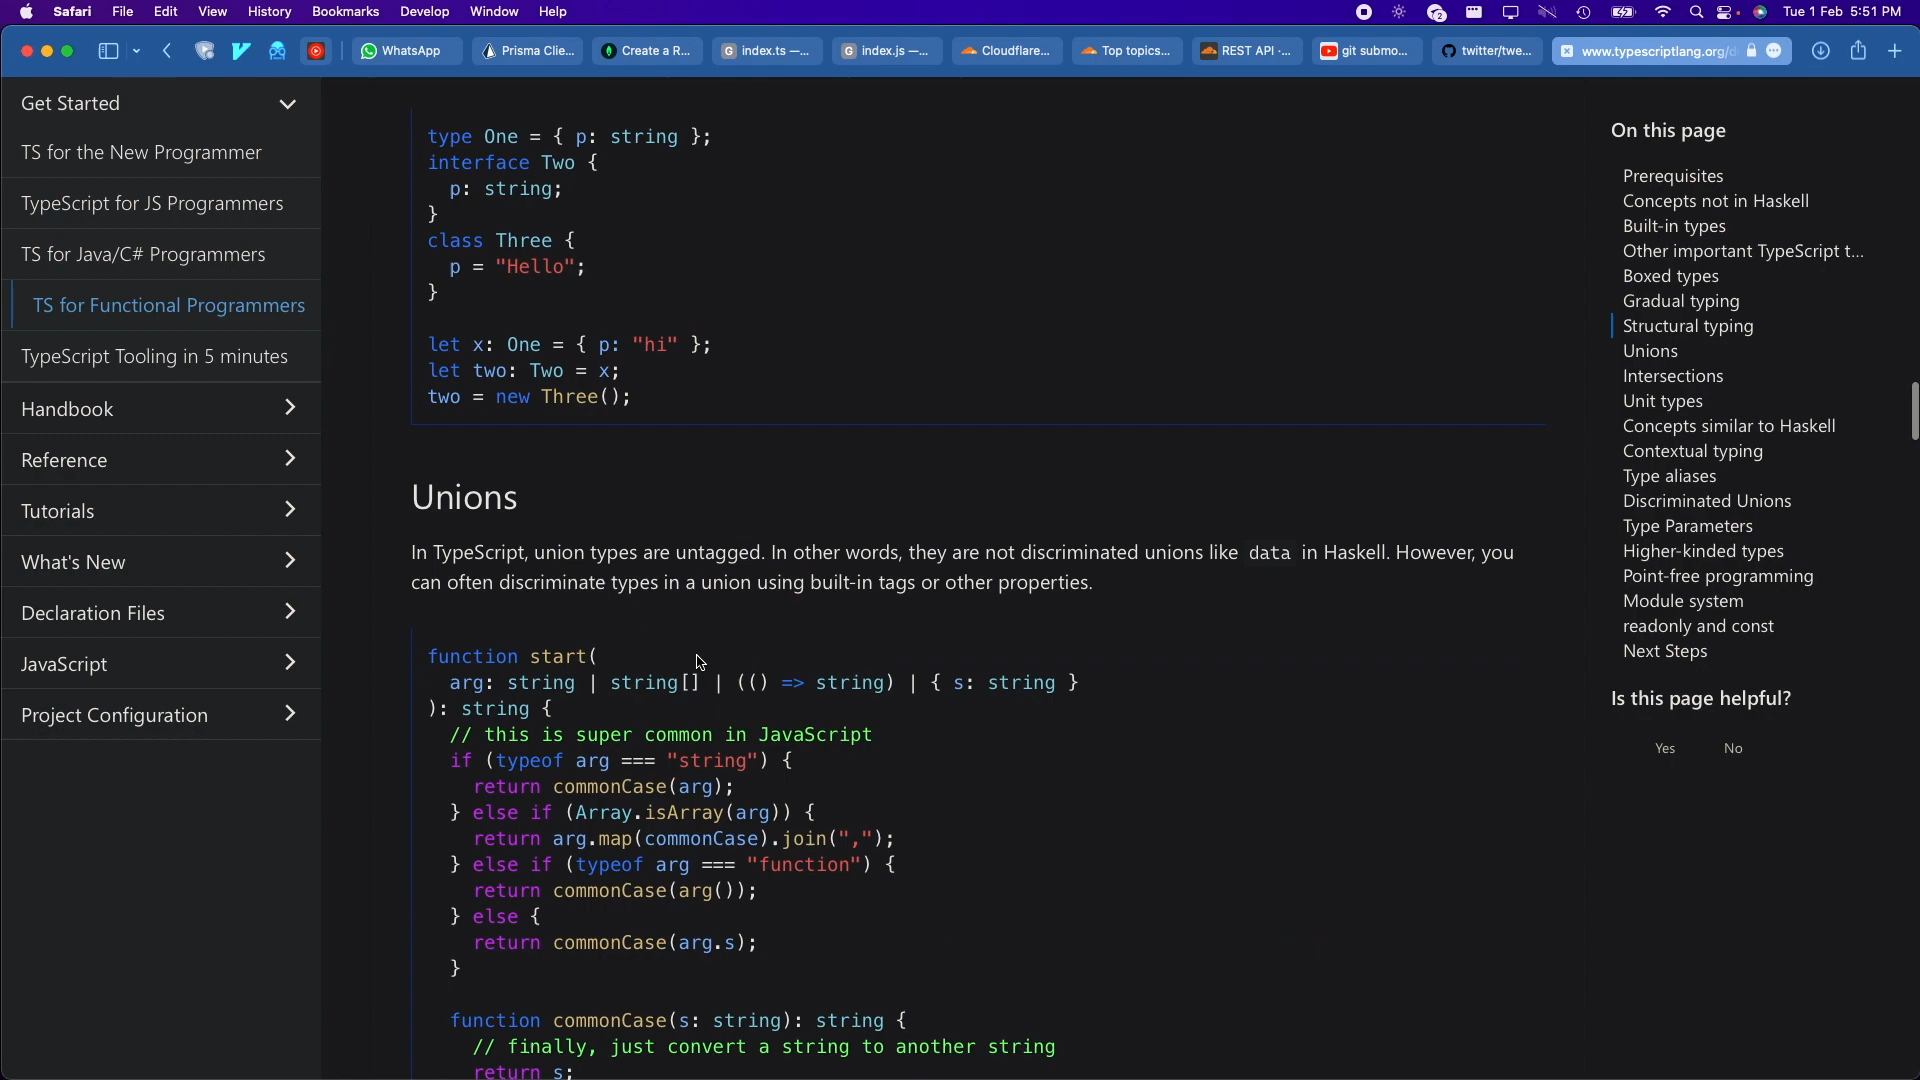 Safari File Edit View History Bookmarks Develop Window Help
2
Tue 1 Feb 5:51 PM
WhatsApp
Prisma Clie...
Create a R...
index.ts —...
index.js —...
Cloudflare...
Top topics...
REST API ·...
git submo...
twitter/twe...
www.typescriptlang.org/d
Get Started
TS for the New Programmer
TypeScript for JS Programmers
TS for Java/C# Programmers
TS for Functional Programmers
TypeScript Tooling in 5 minutes
Handbook
Reference
Tutorials
What's New
Declaration Files
JavaScript
Project Configuration
type One = { p: string };
interface Two {
p: string;
}
class Three {
p = "Hello";
}
let x: One = { p: "hi" };
let two: Two = x;
two = new Three();
Unions
In TypeScript, union types are untagged. In other words, they are not discriminated unions like data in Haskell. However, you
can often discriminate types in a union using built-in tags or other properties.
function start(
arg: string | string[] | (() => string) | { s: string }
): string {
// this is super common in JavaScript
if (typeof arg === "string") {
return commonCase(arg);
} else if (Array.isArray(arg)) {
return arg.map(commonCase).join(",");
} else if (typeof arg === "function") {
return commonCase(arg());
} else {
return commonCase(arg.s);
}
function commonCase(s: string): string {
// finally, just convert a string to another string
return s;
On this page
Prerequisites
Concepts not in Haskell
Built-in types
Other important TypeScript t...
Boxed types
Gradual typing
Structural typing
Unions
Intersections
Unit types
Concepts similar to Haskell
Contextual typing
Type aliases
Discriminated Unions
Type Parameters
Higher-kinded types
Point-free programming
Module system
readonly and const
Next Steps
Is this page helpful?
Yes No